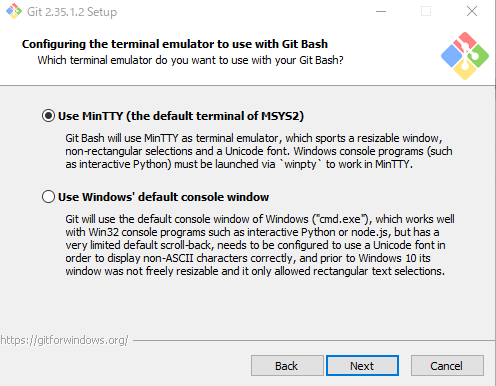 Git 2.35.1.2 Setup
Configuring the terminal emulator to use with Git Bash
Which terminal emulator do you want to use with your Git Bash?
Use MinTTY (the default terminal of MSYS2)
Git Bash will use MinTTY as terminal emulator, which sports a resizable window,
non-rectangular selections and a Unicode font. Windows console programs (such
as interactive Python) must be launched via `winpty` to work in MinTTY.
Use Windows' default console window
Git will use the default console window of Windows ("cmd.exe"), which works well
with Win32 console programs such as interactive Python or node.js, but has a
very limited default scroll-back, needs to be configured to use a Unicode font in
order to display non-ASCII characters correctly, and prior to Windows 10 its
window was not freely resizable and it only allowed rectangular text selections.
https://gitforwindows.org/
Back Next Cancel